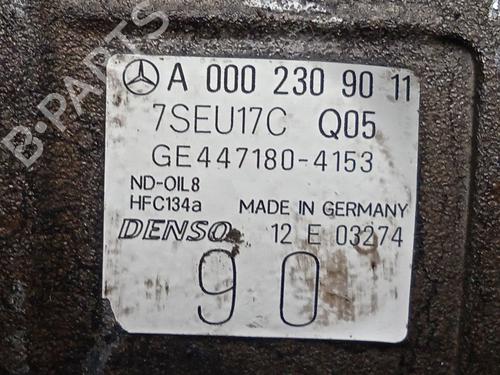 B-PARTS
A 000 230 90 11
7SEU17C Q05
GE447180-4153
ND-OIL8
HFC134a MADE IN GERMANY
DENSO 12 E 03274
90